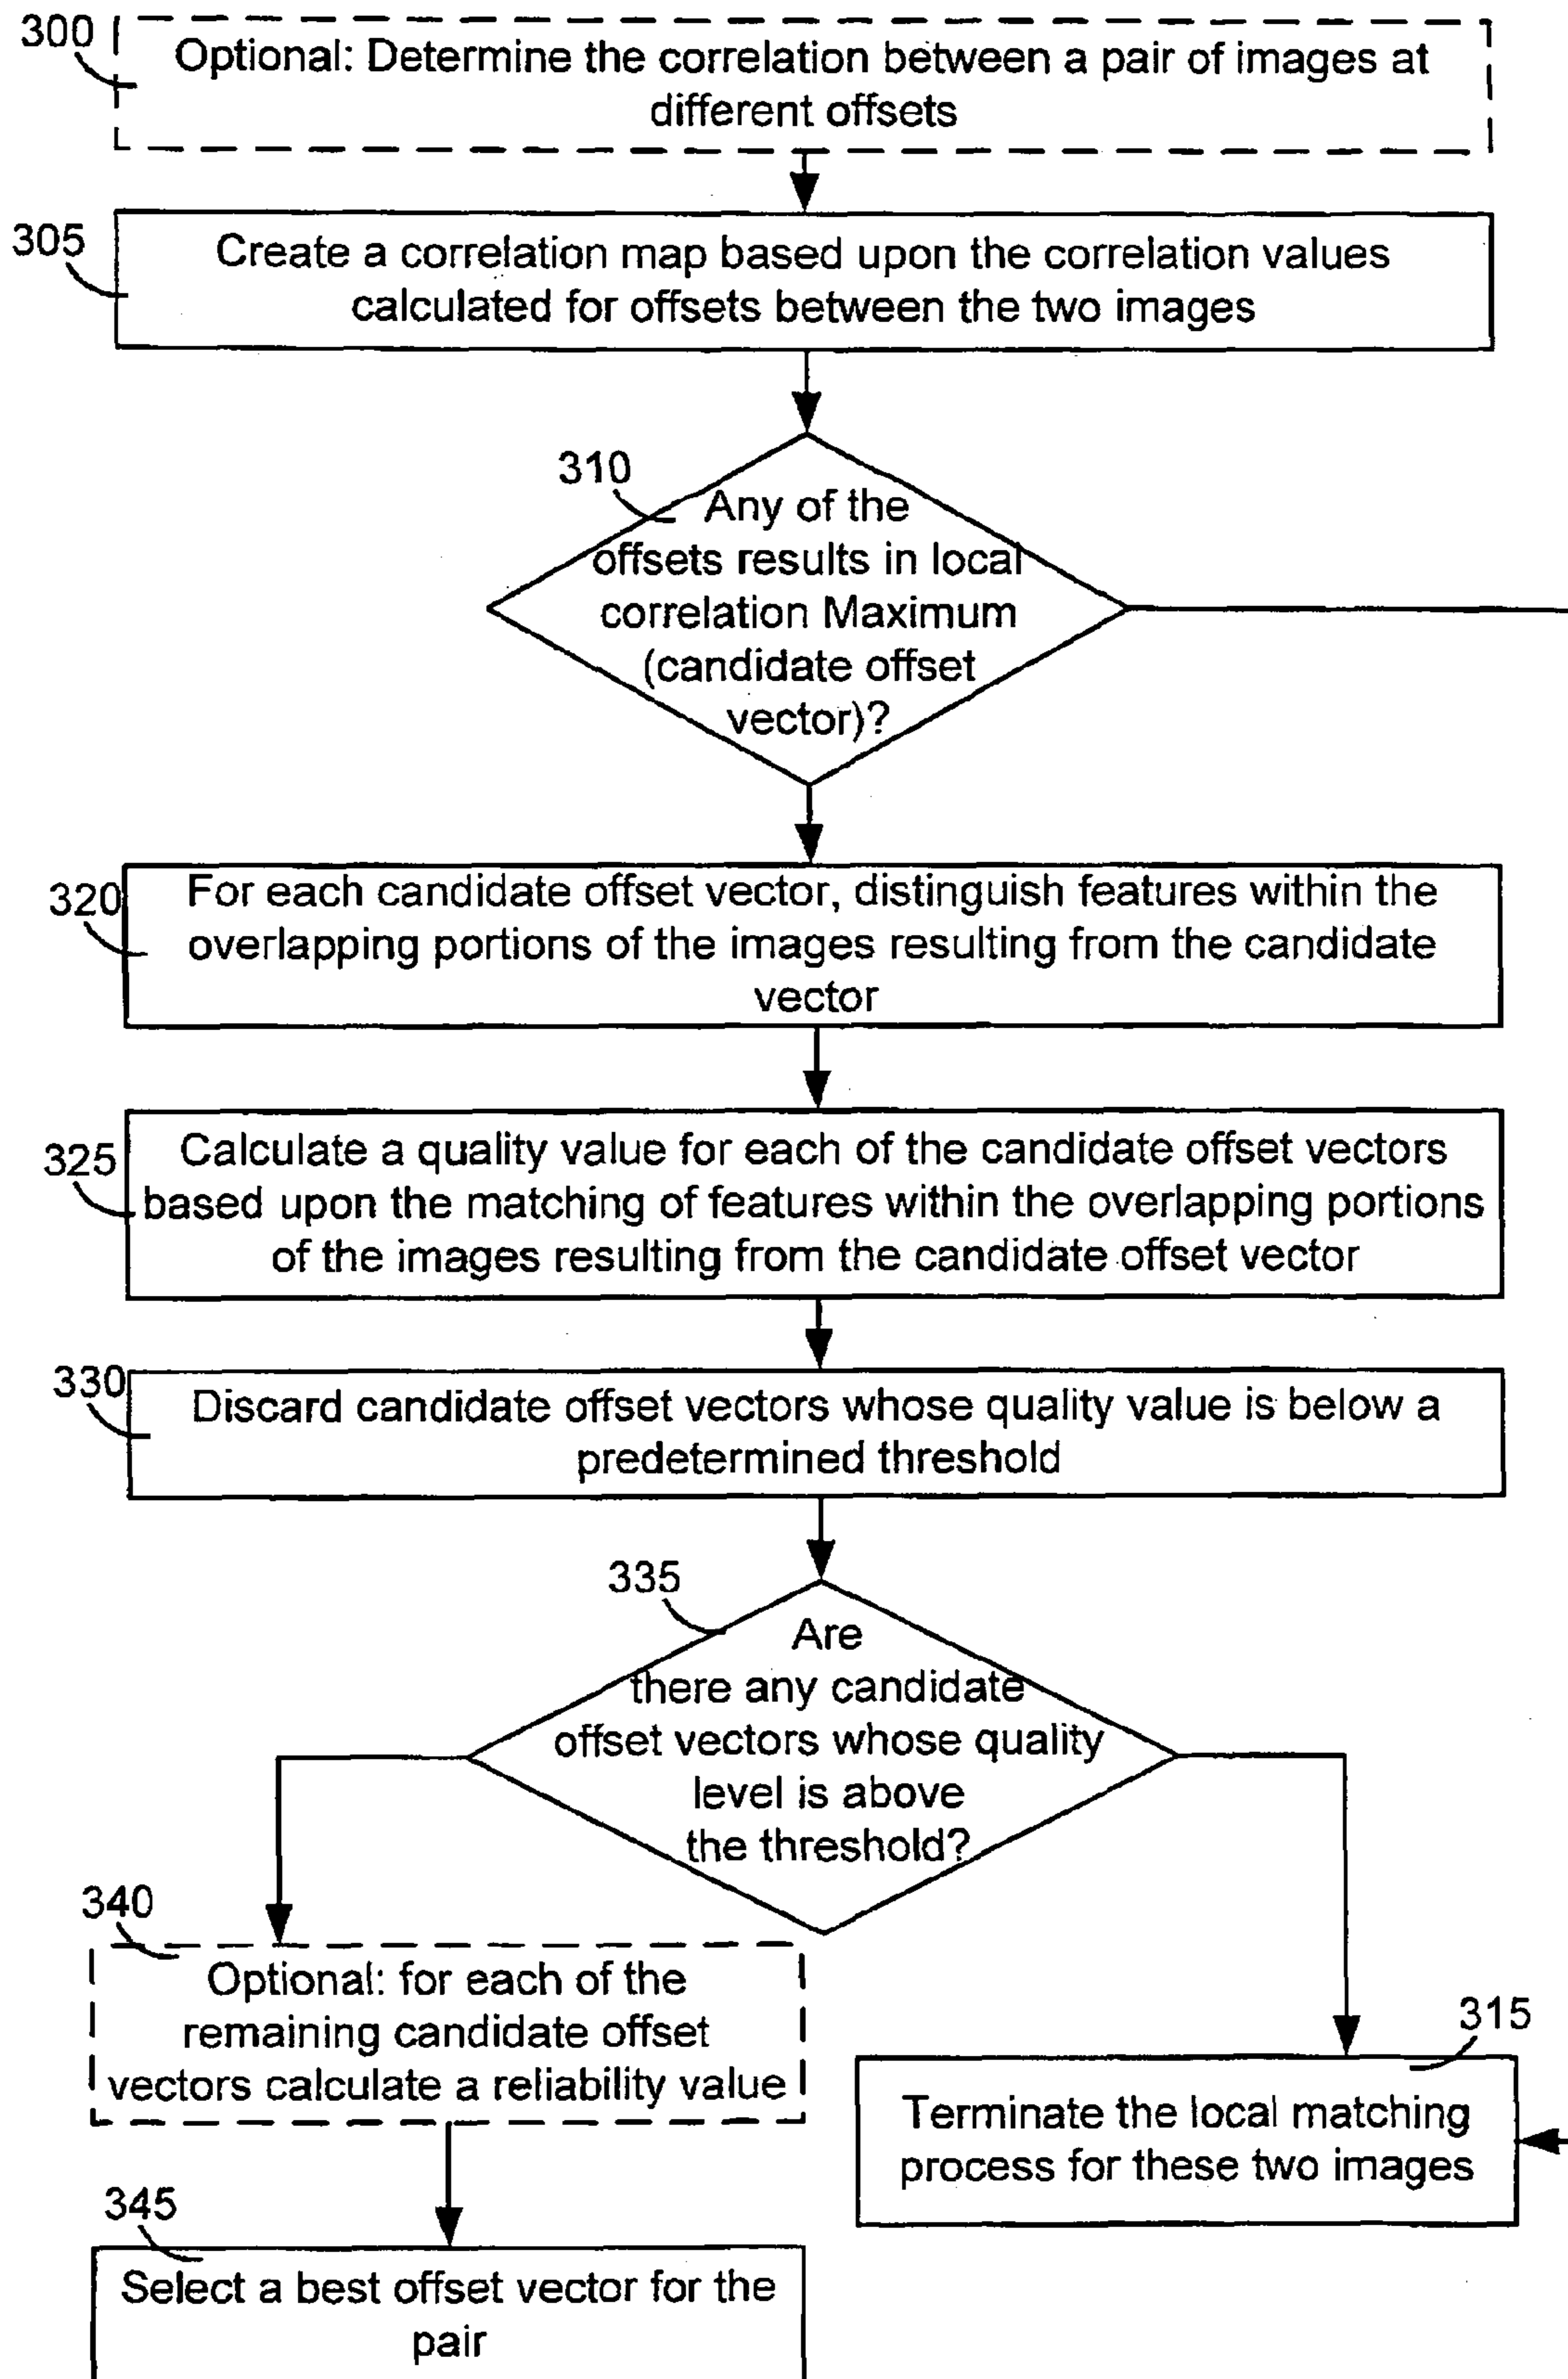 300
Optional: Determine the correlation between a pair of images at
different offsets
305
Create a correlation map based upon the correlation values
calculated for offsets between the two images
310
Any of the
offsets results in local
correlation Maximum
(candidate offset
vector)?
320
For each candidate offset vector, distinguish features within the
overlapping portions of the images resulting from the candidate
vector
325
Calculate a quality value for each of the candidate offset vectors
based upon the matching of features within the overlapping portions
of the images resulting from the candidate offset vector
330
Discard candidate offset vectors whose quality value is below a
predetermined threshold
335
Are
there any candidate
offset vectors whose quality
level is above
the threshold?
340
Optional: for each of the
remaining candidate offset
vectors calculate a reliability value
315
Terminate the local matching
process for these two images
345
Select a best offset vector for the
pair